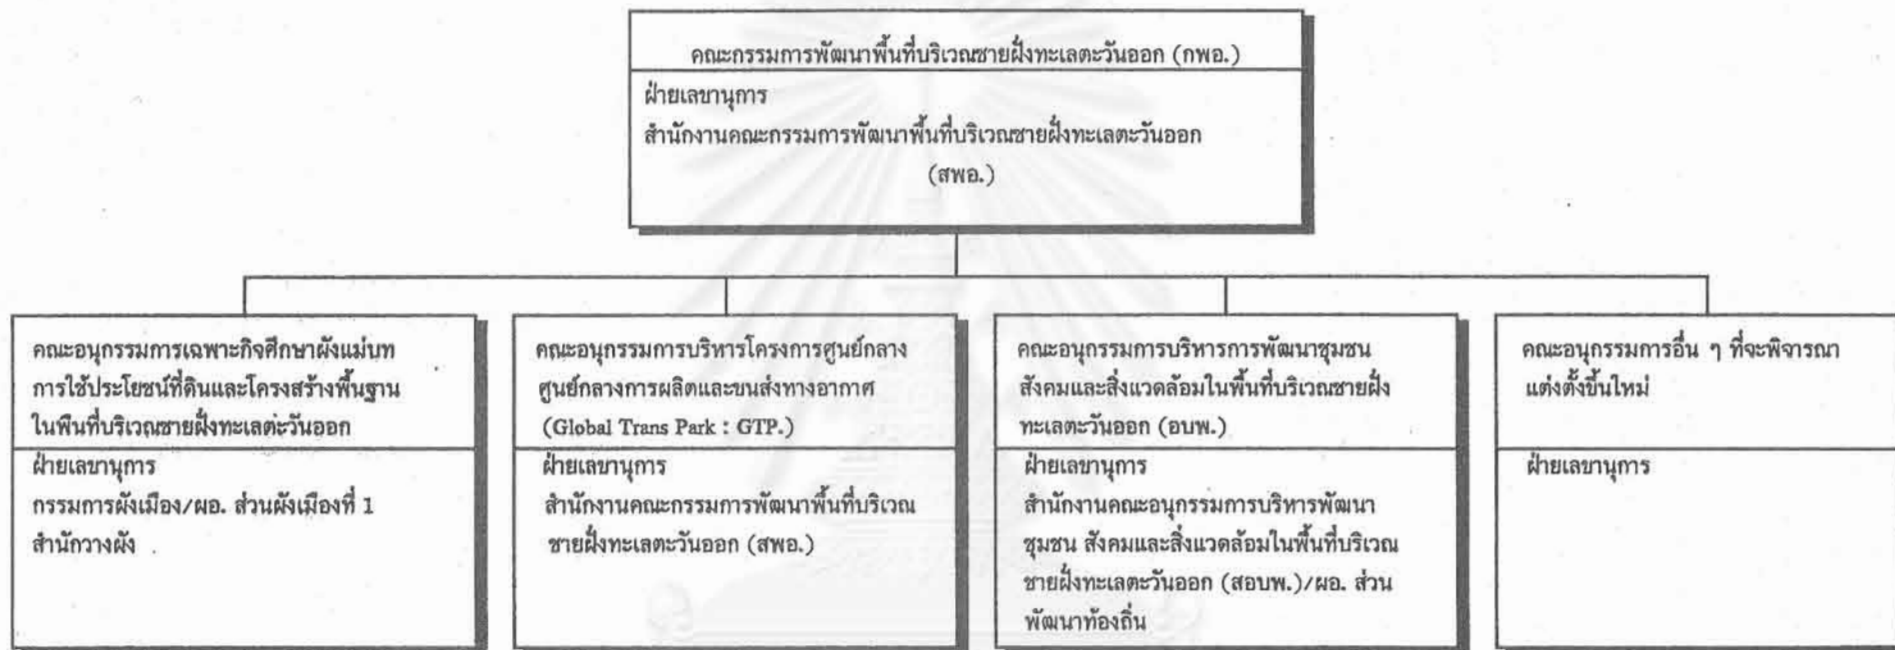 คณะกรรมการพัฒนาพื้นที่บริเวณชายฝั่งทะเลตะวันออก (กพอ.)
ฝ่ายเลขานุการ
สำนักงานคณะกรรมการพัฒนาพื้นที่บริเวณชายฝั่งทะเลตะวันออก
(สพอ.)
คณะอนุกรรมการเฉพาะกิจศึกษาผังแม่บท
การใช้ประโยชน์ที่ดินและโครงสร้างพื้นฐาน
ในพื้นที่บริเวณชายฝั่งทะเลตะวันออก
ฝ่ายเลขานุการ
กรรมการผังเมือง/ผอ. ส่วนผังเมืองที่ 1
สำนักวางผัง
คณะอนุกรรมการบริหารโครงการศูนย์กลาง
ศูนย์กลางการผลิตและขนส่งทางอากาศ
(Global Trans Park : GTP.)
ฝ่ายเลขานุการ
สำนักงานคณะกรรมการพัฒนาพื้นที่บริเวณ
ชายฝั่งทะเลตะวันออก (สพอ.)
คณะอนุกรรมการบริหารการพัฒนาชุมชน
สังคมและสิ่งแวดล้อมในพื้นที่บริเวณชายฝั่ง
ทะเลตะวันออก (อบพ.)
ฝ่ายเลขานุการ
สำนักงานคณะอนุกรรมการบริหารพัฒนา
ชุมชน สังคมและสิ่งแวดล้อมในพื้นที่บริเวณ
ชายฝั่งทะเลตะวันออก (สอบพ.)/ผอ. ส่วน
พัฒนาท้องถิ่น
คณะอนุกรรมการอื่น ๆ ที่จะพิจารณา
แต่งตั้งขึ้นใหม่
ฝ่ายเลขานุการ